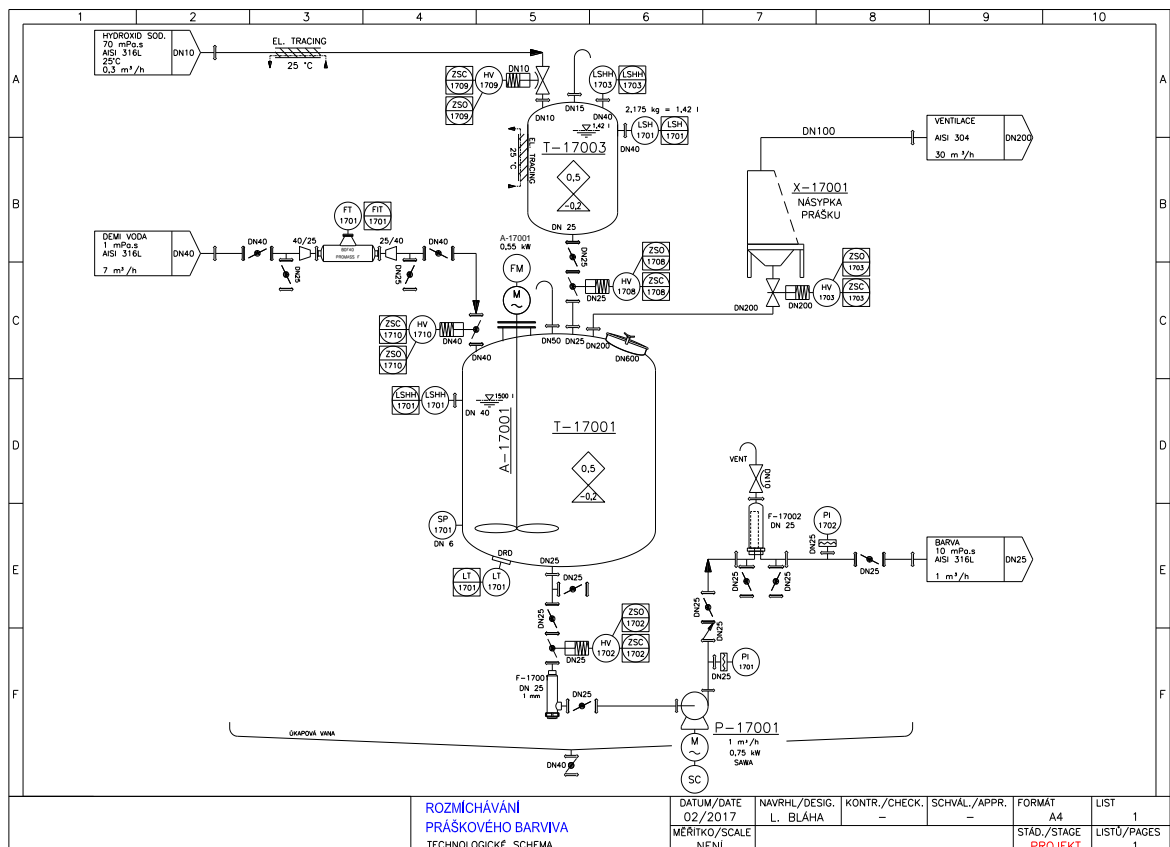 1 2 3 4 5 6 7 8 9 10
A
B
C
D
E
F
A
B
C
D
E
F
HYDROXID SOD.
70 mPa.s
AISI 316L
25°C
0,3 m³/h
DN10
EL. TRACING
25 °C
DN10
ZSC
1709
HV
1709
ZSO
1709
DN10
DN15
DN40
LSHH
1703
LSHH
1703
2,175 kg = 1,42 l
1,42 l
LSH
1701
LSH
1701
DN40
EL. TRACING
25 °C
T-17003
0,5
-0,2
DN 25
DN100
VENTILACE
AISI 304
30 m³/h
DN200
X-17001
NÁSYPKA
PRÁŠKU
ZSO
1703
HV
1703
ZSC
1703
DN200
DN200
DEMI VODA
1 mPa.s
AISI 316L
7 m³/h
DN40
DN40
DN25
40/25
FT
1701
FIT
1701
80F40
PROMASS F
25/40
DN25
DN40
A-17001
0,55 kW
FM
M
~
DN25
ZSO
1708
HV
1708
ZSC
1708
DN25
ZSC
1710
HV
1710
ZSO
1710
DN40
DN40
DN50
DN25
DN200
DN600
LSHH
1701
LSHH
1701
DN 40
1500 l
A-17001
T-17001
0,5
-0,2
SP
1701
DN 6
DRD
LT
1701
LT
1701
DN25
DN25
DN25
ZSO
1702
HV
1702
ZSC
1702
DN25
F-1700
DN 25
1 mm
DN25
VENT
DN10
F-17002
DN 25
PI
1702
DN25
DN25
DN25
DN25
BARVA
10 mPa.s
AISI 316L
1 m³/h
DN25
DN25
DN25
PI
1701
DN25
P-17001
1 m³/h
0,75 kW
SAWA
M
~
SC
ÚKAPOVÁ VANA
DN40
ROZMÍCHÁVÁNÍ
PRÁŠKOVÉHO BARVIVA
TECHNOLOGICKÉ SCHEMA
DATUM/DATE
02/2017
NAVRHL/DESIG.
L. BLÁHA
KONTR./CHECK.
–
SCHVÁL./APPR.
–
FORMÁT
A4
LIST
1
MĚŘÍTKO/SCALE
NENÍ
STÁD./STAGE
PROJEKT
LISTŮ/PAGES
1